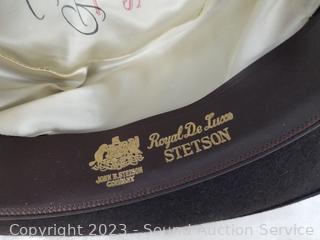 Royal De Luxe
STETSON
JOHN B. STETSON
COMPANY
Copyright 2023 - Sound Auction Service